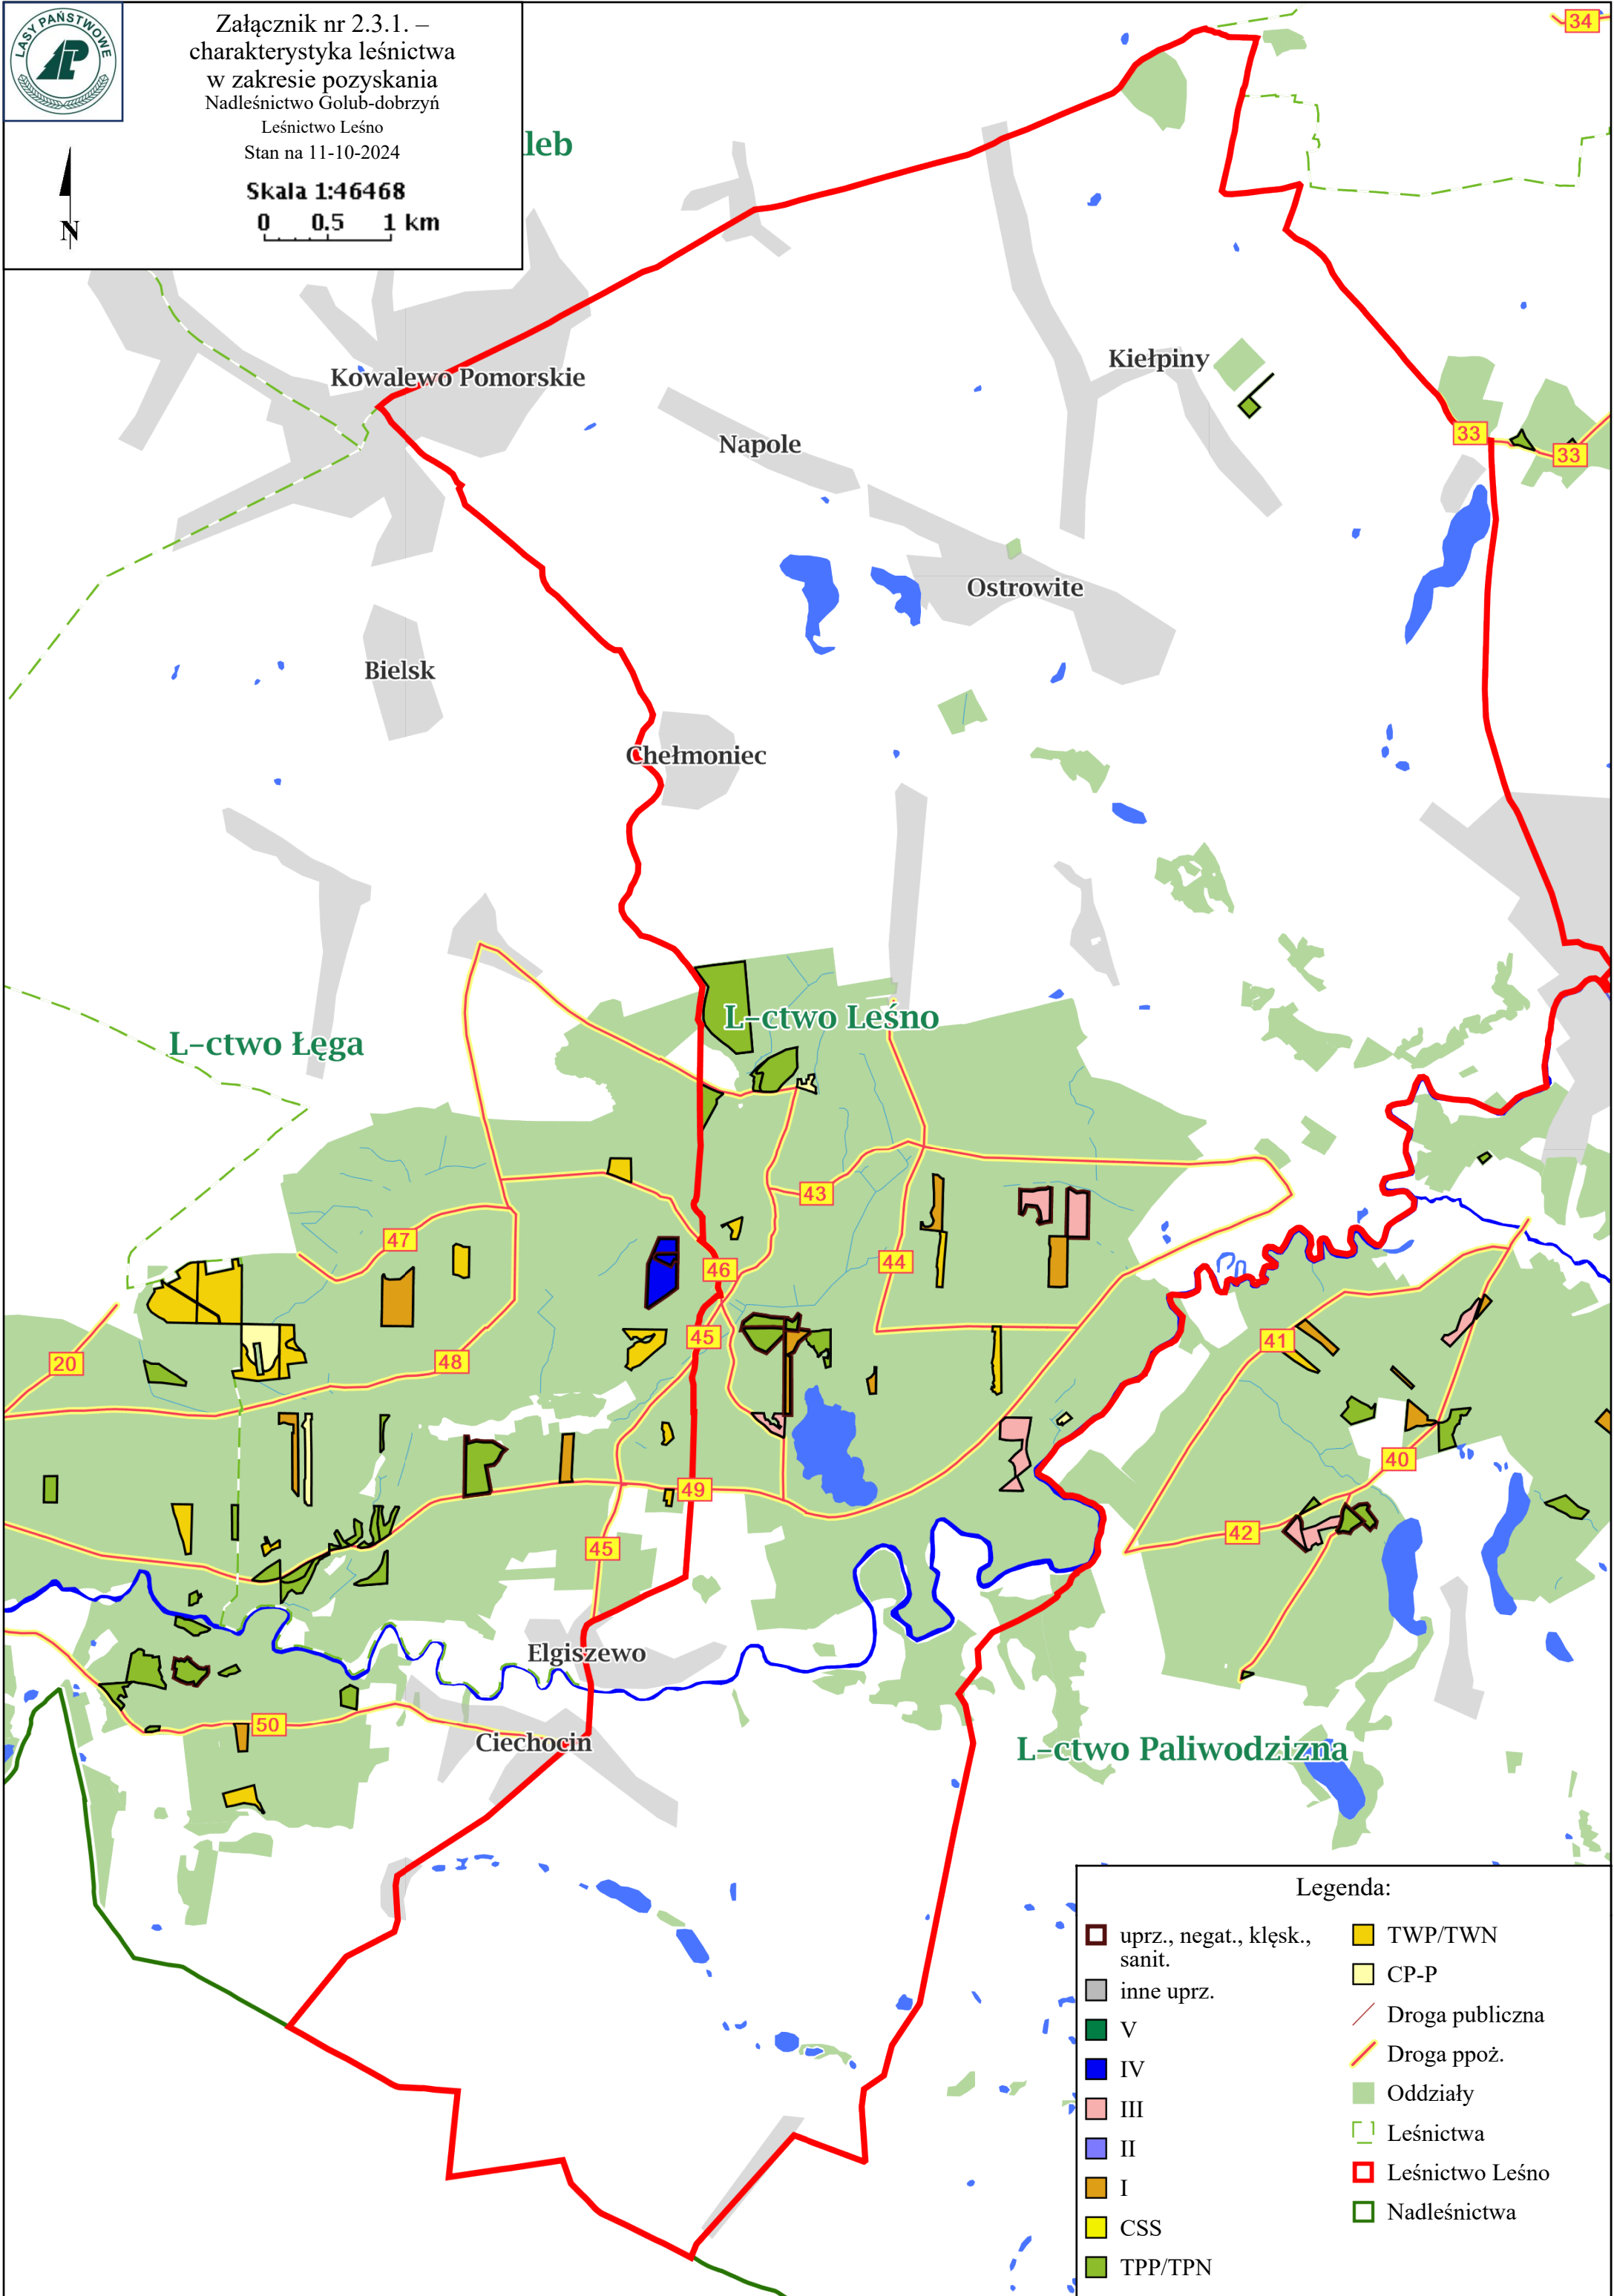 LASY PAŃSTWOWE
Załącznik nr 2.3.1. –
charakterystyka leśnictwa
w zakresie pozyskania
Nadleśnictwo Golub-dobrzyń
Leśnictwo Leśno
Stan na 11-10-2024
Skala 1:46468
0 0.5 1 km
N
leb
34
Kowalewo Pomorskie
Kiełpiny
Napole
33
33
Ostrowite
Bielsk
Chełmoniec
L-ctwo Leśno
L-ctwo Łęga
43
47
44
46
45
41
20
48
40
49
42
45
Elgiszewo
50
Ciechocin
L-ctwo Paliwodzizna
Legenda:
uprz., negat., klęsk.,
sanit.
inne uprz.
V
IV
III
II
I
CSS
TPP/TPN
TWP/TWN
CP-P
Droga publiczna
Droga ppoż.
Oddziały
Leśnictwa
Leśnictwo Leśno
Nadleśnictwa